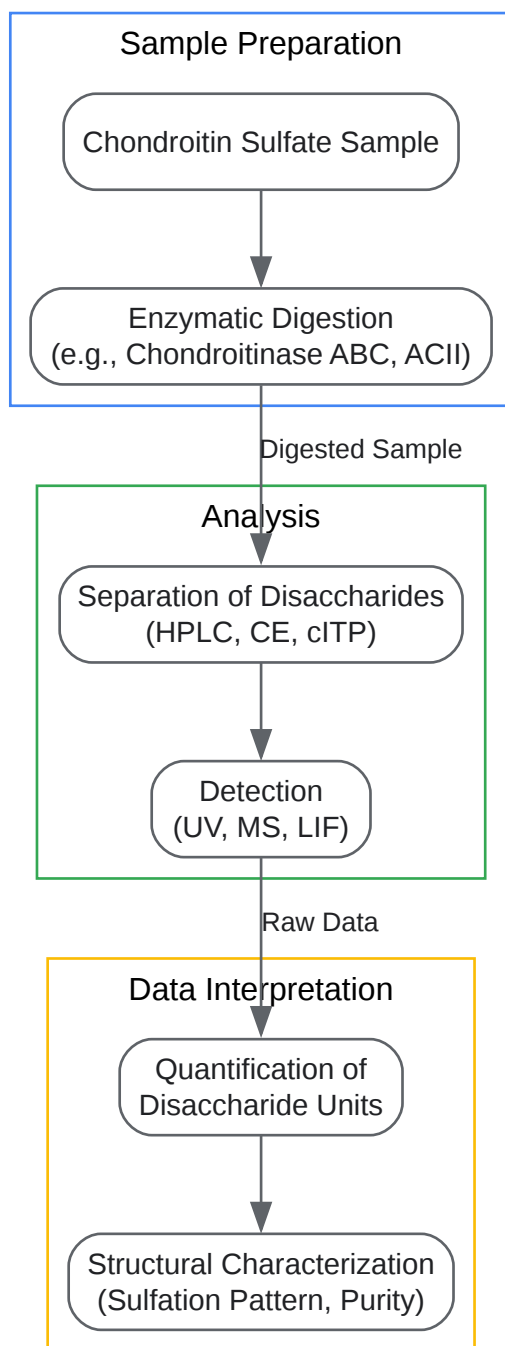 Sample Preparation
Chondroitin Sulfate Sample
Enzymatic Digestion
(e.g., Chondroitinase ABC, ACII)
Digested Sample
Analysis
Separation of Disaccharides
(HPLC, CE, cITP)
Detection
(UV, MS, LIF)
Raw Data
Data Interpretation
Quantification of
Disaccharide Units
Structural Characterization
(Sulfation Pattern, Purity)